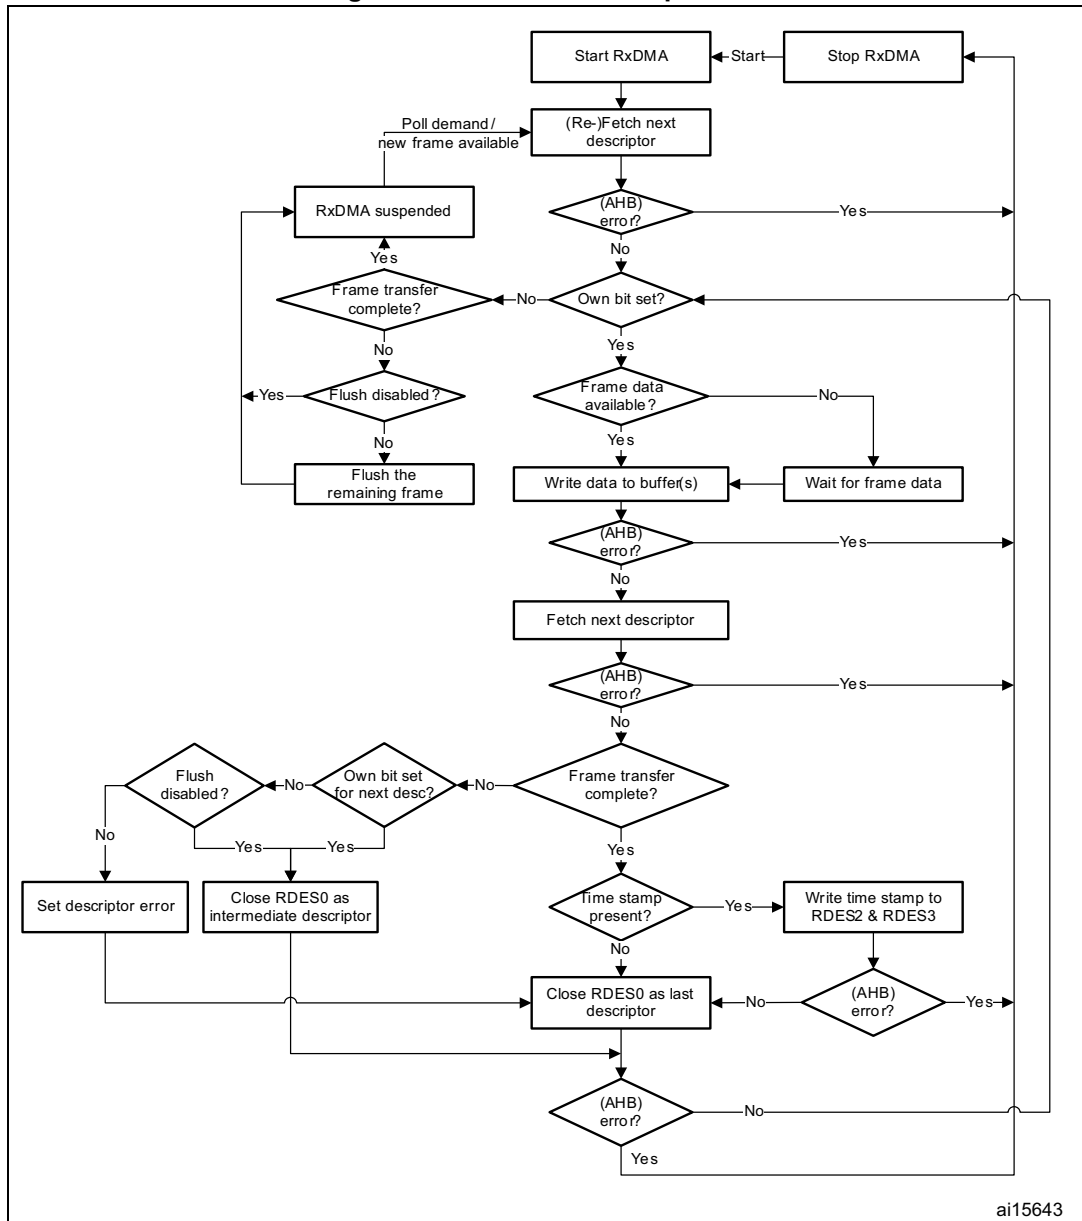 Start RxDMA
Start
Stop RxDMA
Poll demand /
new frame available
(Re-)Fetch next
descriptor
RxDMA suspended
(AHB)
error?
Yes
No
Yes
Frame transfer
complete?
No
Own bit set?
No
Yes
Yes
Flush disabled?
Frame data
available?
No
No
Yes
Flush the
remaining frame
Write data to buffer(s)
Wait for frame data
(AHB)
error?
Yes
No
Fetch next descriptor
(AHB)
error?
Yes
No
Flush
disabled?
No
Own bit set
for next desc?
No
Frame transfer
complete?
No
Yes
Yes
Yes
Set descriptor error
Close RDES0 as
intermediate descriptor
Time stamp
present?
Yes
Write time stamp to
RDES2 & RDES3
No
Close RDES0 as last
descriptor
No
(AHB)
error?
Yes
(AHB)
error?
No
Yes
ai15643